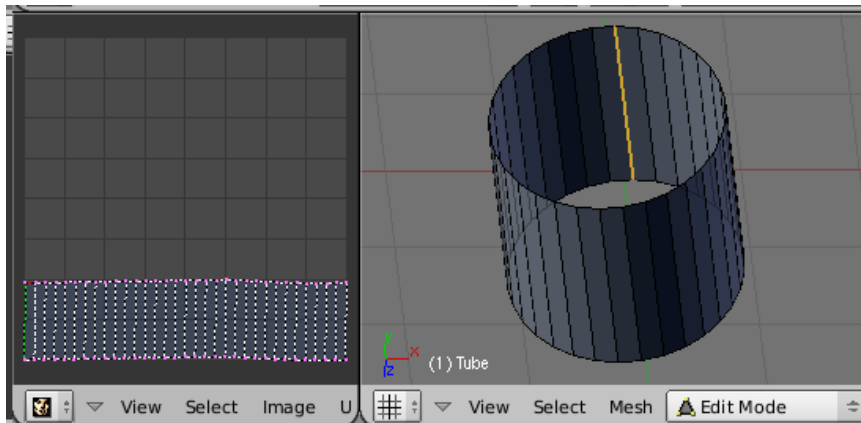 y
x
z
(1) Tube
View Select Image U
View Select Mesh Edit Mode